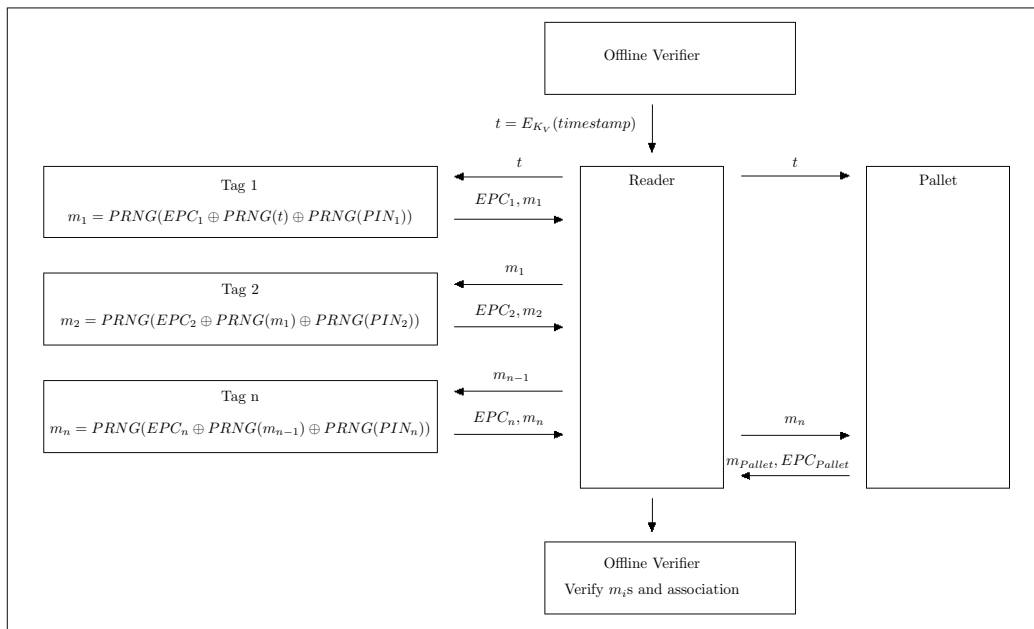 Offline Verifier
t = E_{K_V}(timestamp)
t
t
Tag 1
Reader
Pallet
m_1 = PRNG(EPC_1 ⊕ PRNG(t) ⊕ PRNG(PIN_1))
EPC_1, m_1
m_1
Tag 2
m_2 = PRNG(EPC_2 ⊕ PRNG(m_1) ⊕ PRNG(PIN_2))
EPC_2, m_2
m_{n−1}
Tag n
m_n = PRNG(EPC_n ⊕ PRNG(m_{n−1}) ⊕ PRNG(PIN_n))
EPC_n, m_n
m_n
m_{Pallet}, EPC_{Pallet}
Offline Verifier
Verify m_is and association